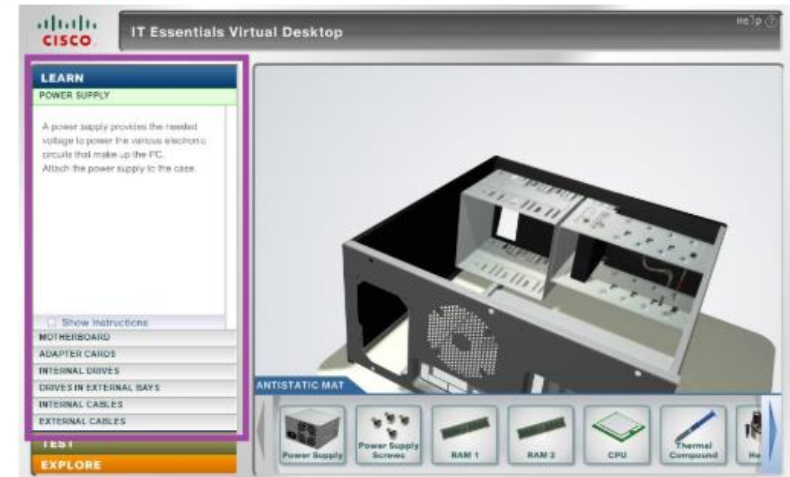 CISCO
IT Essentials Virtual Desktop
Help ?
LEARN
POWER SUPPLY
A power supply provides the needed
voltage to power the various electronic
circuits that make up the PC.
Attach the power supply to the case.
Show Instructions
MOTHERBOARD
ADAPTER CARDS
INTERNAL DRIVES
DRIVES IN EXTERNAL BAYS
INTERNAL CABLES
EXTERNAL CABLES
TEST
EXPLORE
ANTISTATIC MAT
Power Supply
Power Supply
Screws
RAM 1
RAM 2
CPU
Thermal
Compound